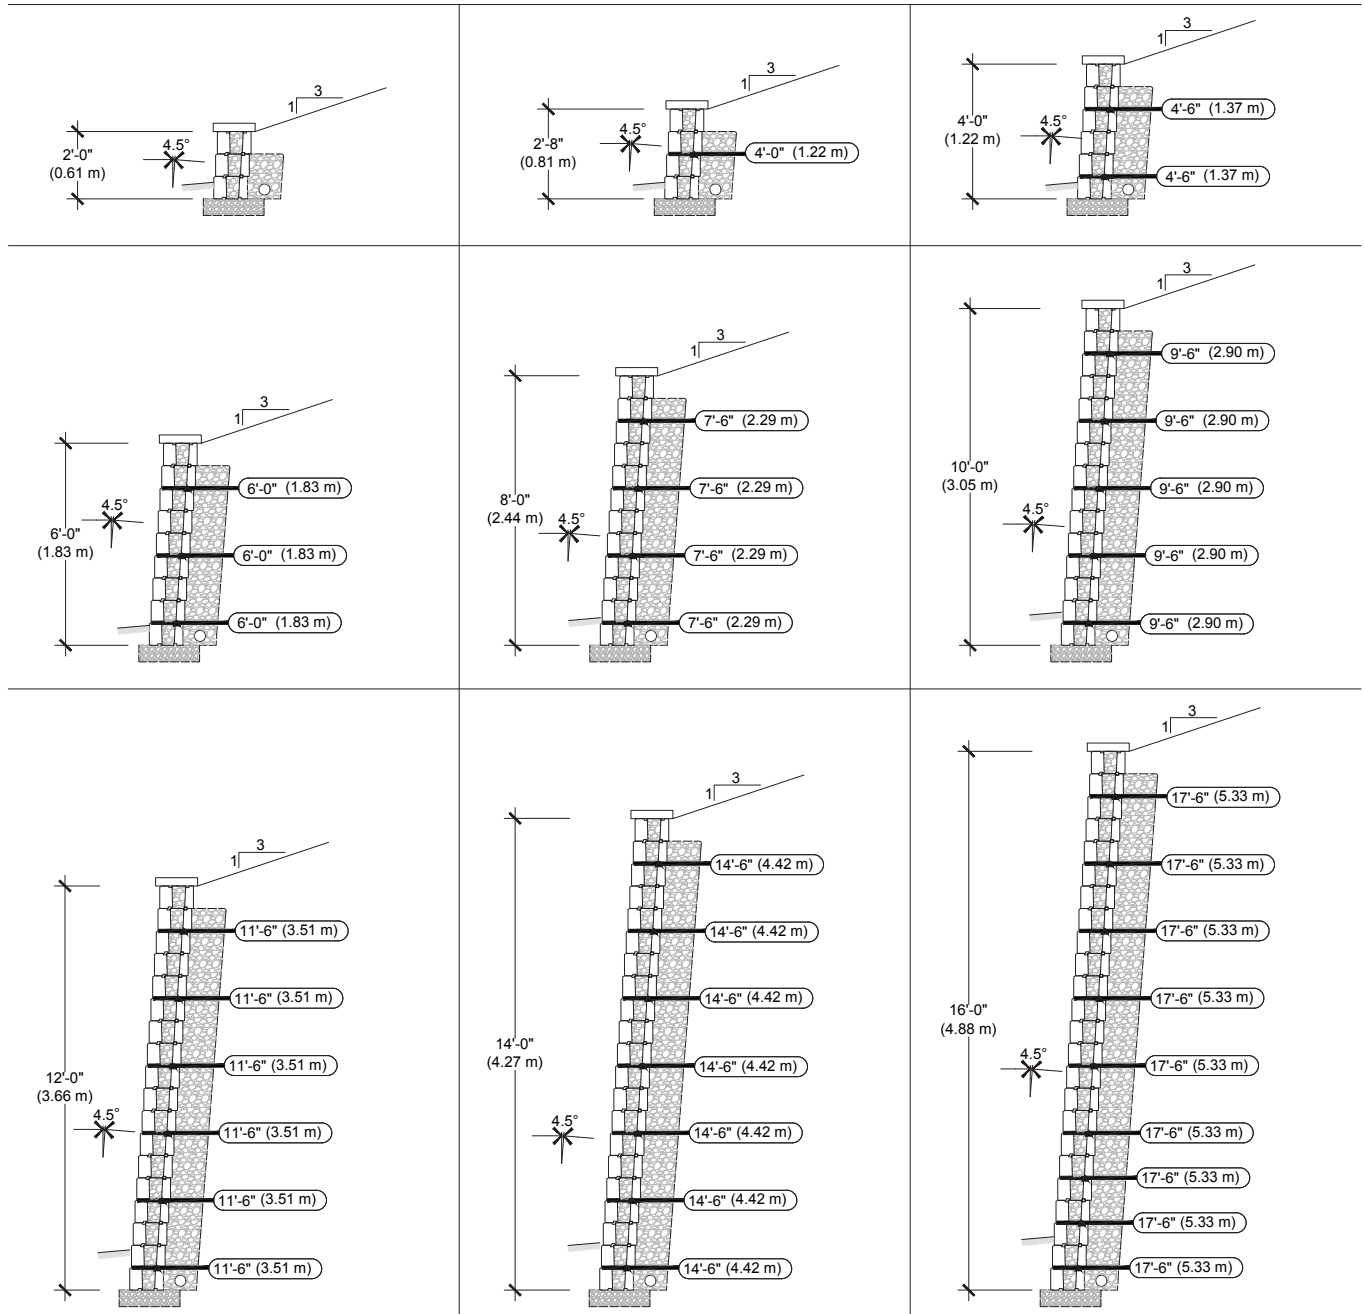 3
1
4.5°
2'-0"
(0.61 m)
3
1
4.5°
2'-8"
(0.81 m)
4'-0" (1.22 m)
3
1
4'-6" (1.37 m)
4.5°
4'-0"
(1.22 m)
4'-6" (1.37 m)
3
1
6'-0" (1.83 m)
4.5°
6'-0"
(1.83 m)
6'-0" (1.83 m)
6'-0" (1.83 m)
3
1
7'-6" (2.29 m)
7'-6" (2.29 m)
8'-0"
(2.44 m)
4.5°
7'-6" (2.29 m)
7'-6" (2.29 m)
3
1
9'-6" (2.90 m)
9'-6" (2.90 m)
10'-0"
(3.05 m)
9'-6" (2.90 m)
4.5°
9'-6" (2.90 m)
9'-6" (2.90 m)
3
1
11'-6" (3.51 m)
11'-6" (3.51 m)
11'-6" (3.51 m)
12'-0"
(3.66 m)
4.5°
11'-6" (3.51 m)
11'-6" (3.51 m)
11'-6" (3.51 m)
3
1
14'-6" (4.42 m)
14'-6" (4.42 m)
14'-6" (4.42 m)
14'-0"
(4.27 m)
14'-6" (4.42 m)
4.5°
14'-6" (4.42 m)
14'-6" (4.42 m)
14'-6" (4.42 m)
3
1
17'-6" (5.33 m)
17'-6" (5.33 m)
17'-6" (5.33 m)
17'-6" (5.33 m)
16'-0"
(4.88 m)
4.5°
17'-6" (5.33 m)
17'-6" (5.33 m)
17'-6" (5.33 m)
17'-6" (5.33 m)
17'-6" (5.33 m)